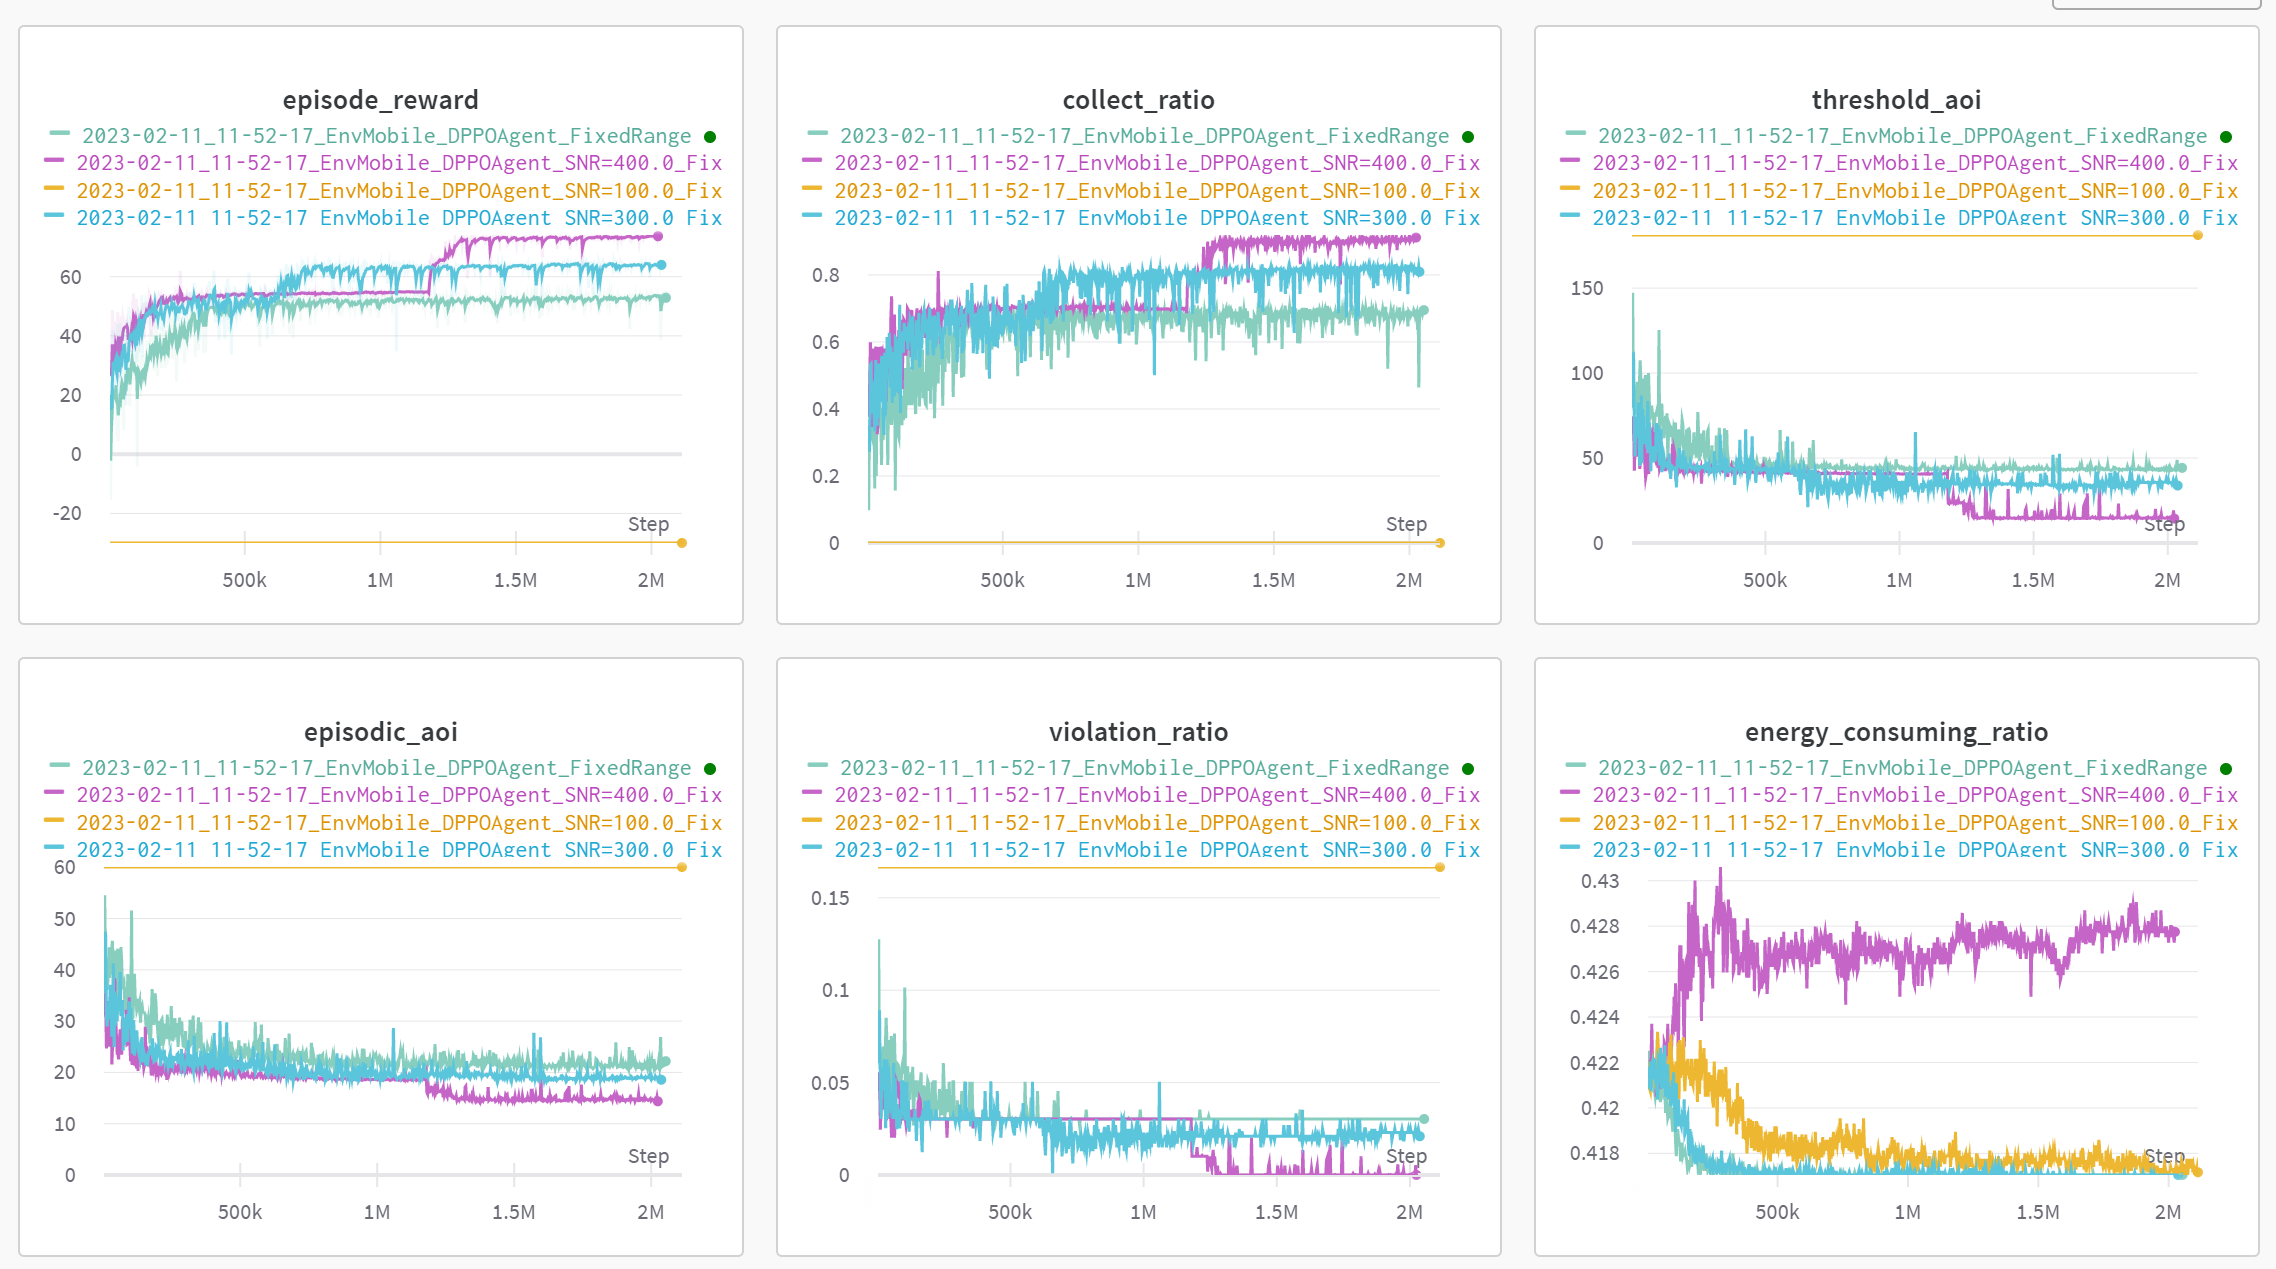 episode_reward
2023-02-11_11-52-17_EnvMobile_DPPOAgent_FixedRange
2023-02-11_11-52-17_EnvMobile_DPPOAgent_SNR=400.0_Fix
2023-02-11_11-52-17_EnvMobile_DPPOAgent_SNR=100.0_Fix
2023-02-11_11-52-17_EnvMobile_DPPOAgent_SNR=300.0_Fix
60
40
20
0
-20
Step
500k 1M 1.5M 2M
collect_ratio
2023-02-11_11-52-17_EnvMobile_DPPOAgent_FixedRange
2023-02-11_11-52-17_EnvMobile_DPPOAgent_SNR=400.0_Fix
2023-02-11_11-52-17_EnvMobile_DPPOAgent_SNR=100.0_Fix
2023-02-11_11-52-17_EnvMobile_DPPOAgent_SNR=300.0_Fix
0.8
0.6
0.4
0.2
0
Step
500k 1M 1.5M 2M
threshold_aoi
2023-02-11_11-52-17_EnvMobile_DPPOAgent_FixedRange
2023-02-11_11-52-17_EnvMobile_DPPOAgent_SNR=400.0_Fix
2023-02-11_11-52-17_EnvMobile_DPPOAgent_SNR=100.0_Fix
2023-02-11_11-52-17_EnvMobile_DPPOAgent_SNR=300.0_Fix
150
100
50
0
Step
500k 1M 1.5M 2M
episodic_aoi
2023-02-11_11-52-17_EnvMobile_DPPOAgent_FixedRange
2023-02-11_11-52-17_EnvMobile_DPPOAgent_SNR=400.0_Fix
2023-02-11_11-52-17_EnvMobile_DPPOAgent_SNR=100.0_Fix
2023-02-11_11-52-17_EnvMobile_DPPOAgent_SNR=300.0_Fix
60
50
40
30
20
10
0
Step
500k 1M 1.5M 2M
violation_ratio
2023-02-11_11-52-17_EnvMobile_DPPOAgent_FixedRange
2023-02-11_11-52-17_EnvMobile_DPPOAgent_SNR=400.0_Fix
2023-02-11_11-52-17_EnvMobile_DPPOAgent_SNR=100.0_Fix
2023-02-11_11-52-17_EnvMobile_DPPOAgent_SNR=300.0_Fix
0.15
0.1
0.05
0
Step
500k 1M 1.5M 2M
energy_consuming_ratio
2023-02-11_11-52-17_EnvMobile_DPPOAgent_FixedRange
2023-02-11_11-52-17_EnvMobile_DPPOAgent_SNR=400.0_Fix
2023-02-11_11-52-17_EnvMobile_DPPOAgent_SNR=100.0_Fix
2023-02-11_11-52-17_EnvMobile_DPPOAgent_SNR=300.0_Fix
0.43
0.428
0.426
0.424
0.422
0.42
0.418
Step
500k 1M 1.5M 2M